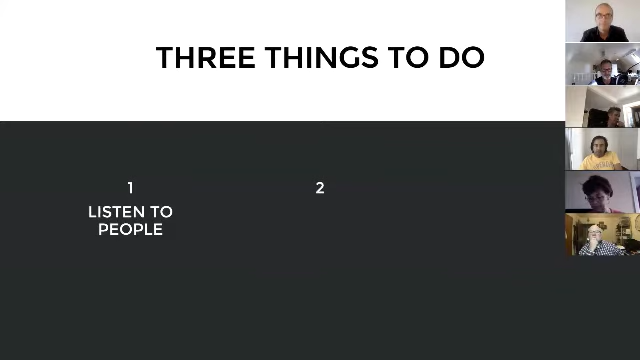 THREE THINGS TO DO
1
LISTEN TO
PEOPLE
2